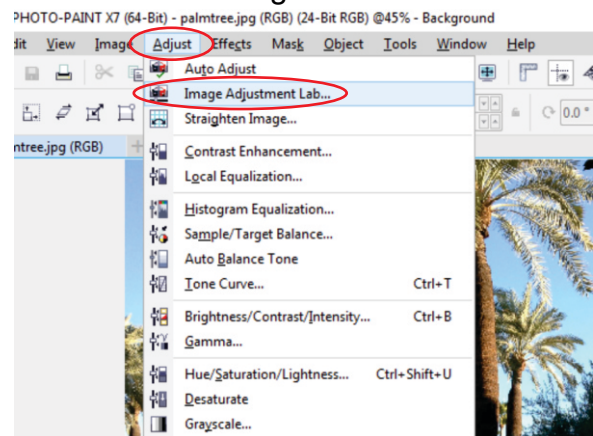 PHOTO-PAINT X7 (64-Bit) - palmtree.jpg (RGB) (24-Bit RGB) @45% - Background
dit View Image Adjust Effects Mask Object Tools Window Help
Auto Adjust
Image Adjustment Lab...
Straighten Image...
0.0 °
ntree.jpg (RGB)
Contrast Enhancement...
Local Equalization...
Histogram Equalization...
Sample/Target Balance...
Auto Balance Tone
Tone Curve... Ctrl+T
Brightness/Contrast/Intensity... Ctrl+B
Gamma...
Hue/Saturation/Lightness... Ctrl+Shift+U
Desaturate
Grayscale...